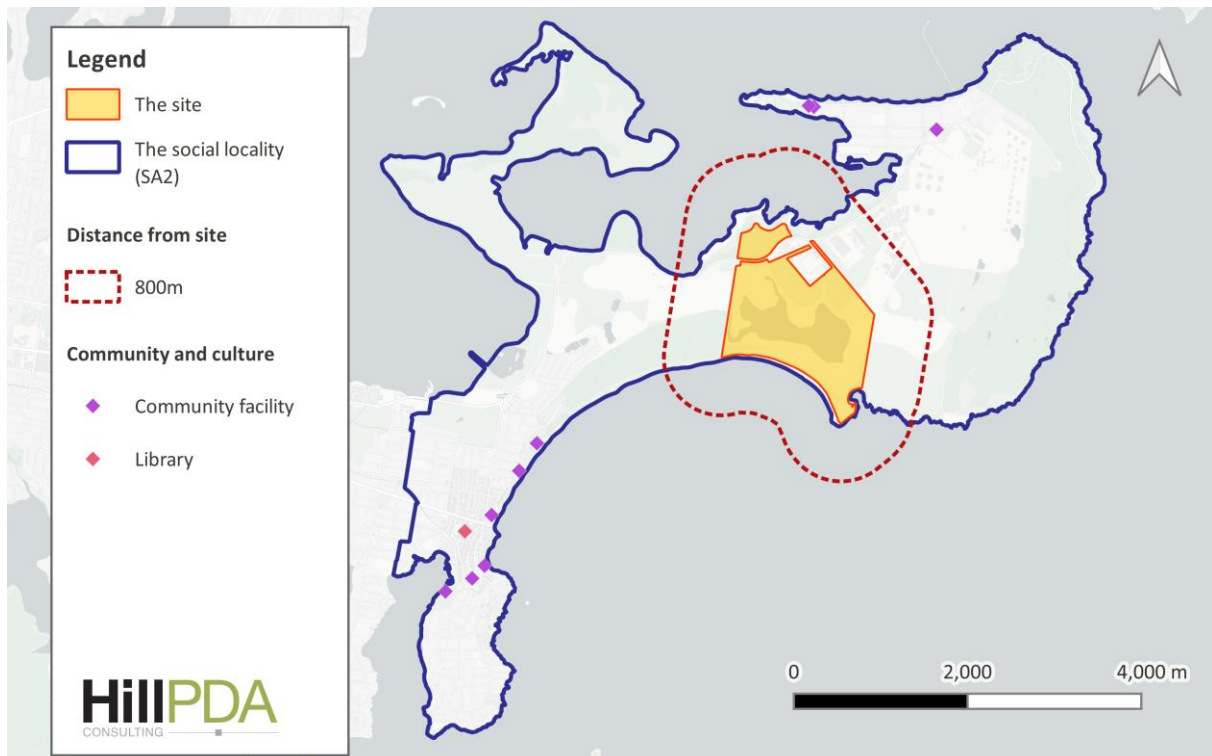 Legend
The site
The social locality
(SA2)
Distance from site
800m
Community and culture
Community facility
Library
HillPDA
CONSULTING
0 2,000 4,000 m